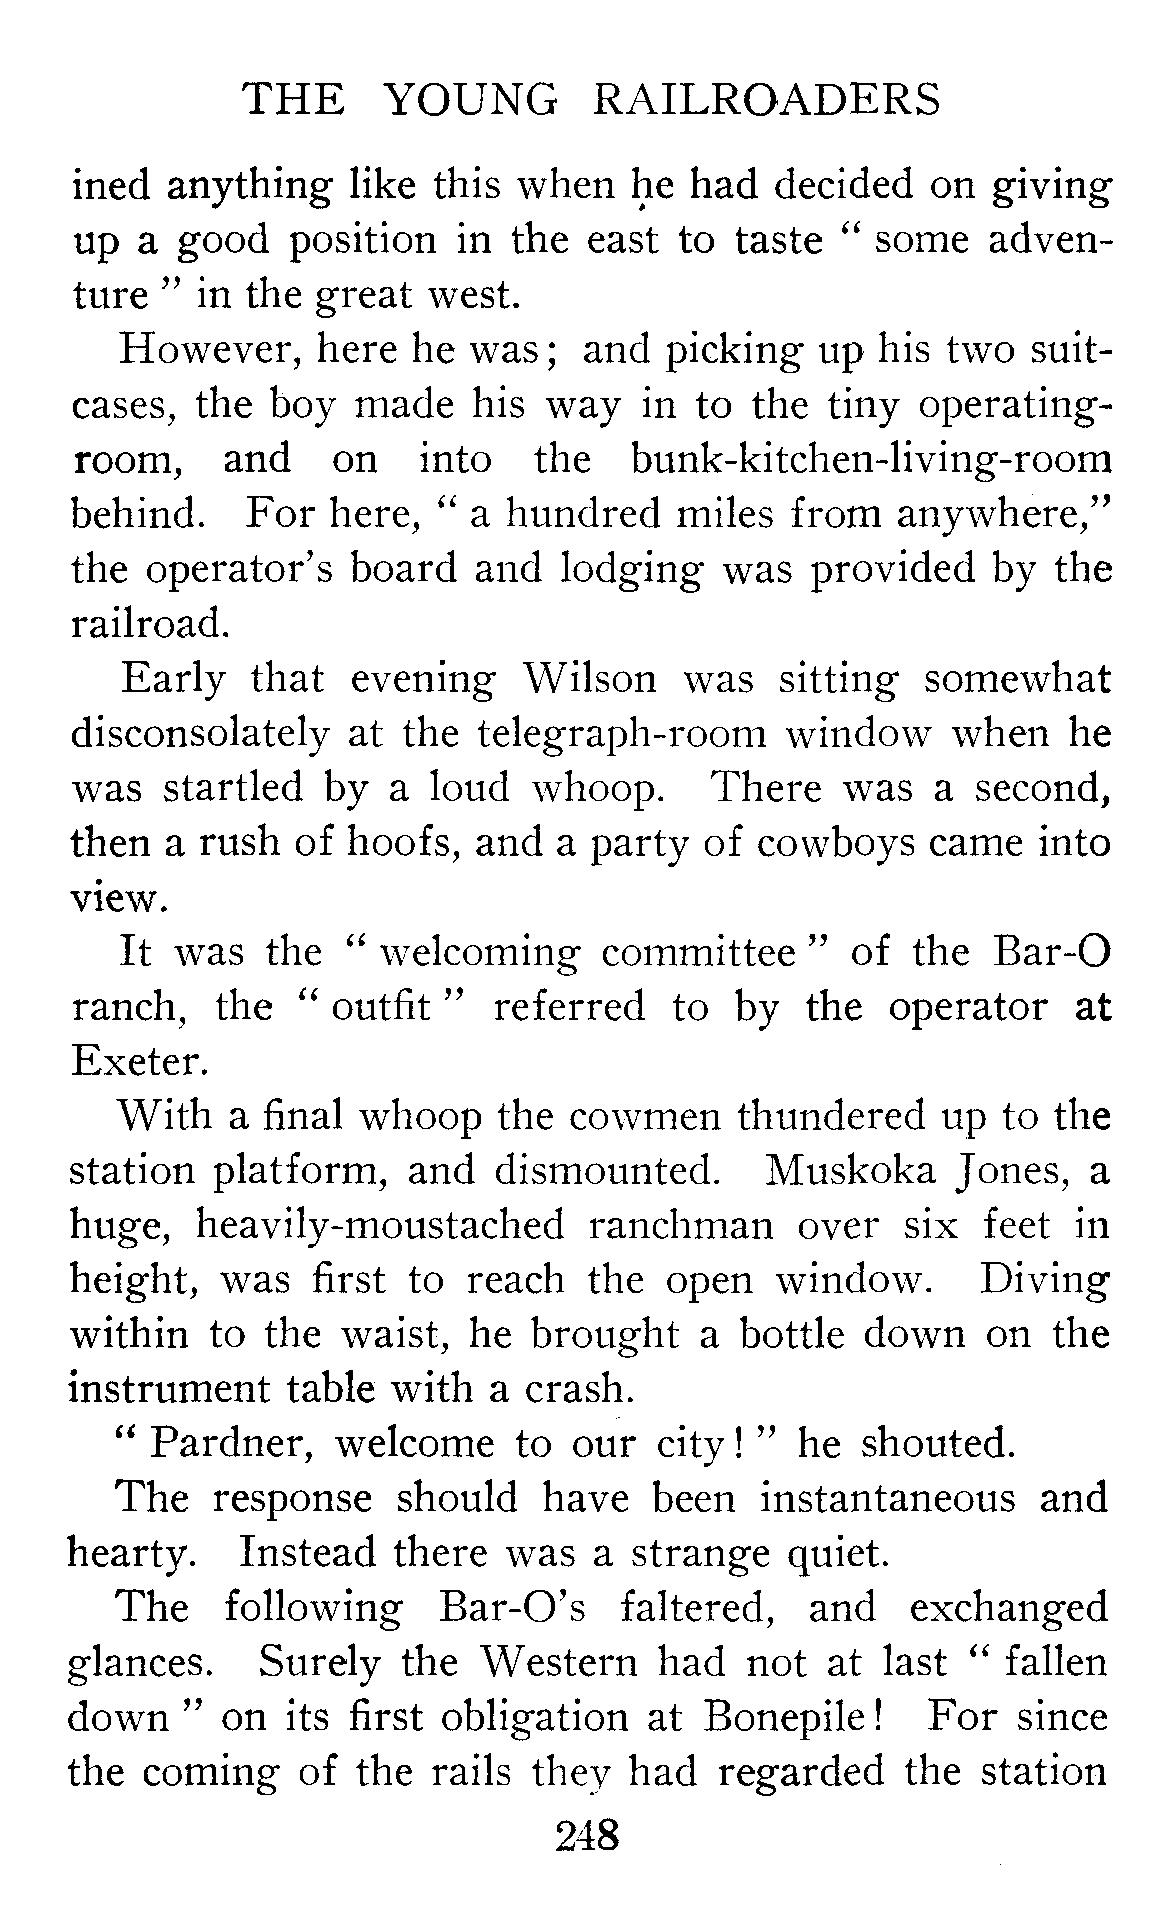 THE YOUNG RAILROADERS
ined anything like this when he had decided on giving
up a good position in the east to taste “ some adven-
ture ” in the great west.
However, here he was; and picking up his two suit-
cases, the boy made his way in to the tiny operating-
room, and on into the bunk-kitchen-living-room
behind. For here, “ a hundred miles from anywhere,”
the operator’s board and lodging was provided by the
railroad.
Early that evening Wilson was sitting somewhat
disconsolately at the telegraph-room window when he
was startled by a loud whoop. There was a second,
then a rush of hoofs, and a party of cowboys came into
view.
It was the “ welcoming committee ” of the Bar-O
ranch, the “ outfit ” referred to by the operator at
Exeter.
With a final whoop the cowmen thundered up to the
station platform, and dismounted. Muskoka Jones, a
huge, heavily-moustached ranchman over six feet in
height, was first to reach the open window. Diving
within to the waist, he brought a bottle down on the
instrument table with a crash.
“ Pardner, welcome to our city! ” he shouted.
The response should have been instantaneous and
hearty. Instead there was a strange quiet.
The following Bar-O’s faltered, and exchanged
glances. Surely the Western had not at last “ fallen
down ” on its first obligation at Bonepile! For since
the coming of the rails they had regarded the station
248